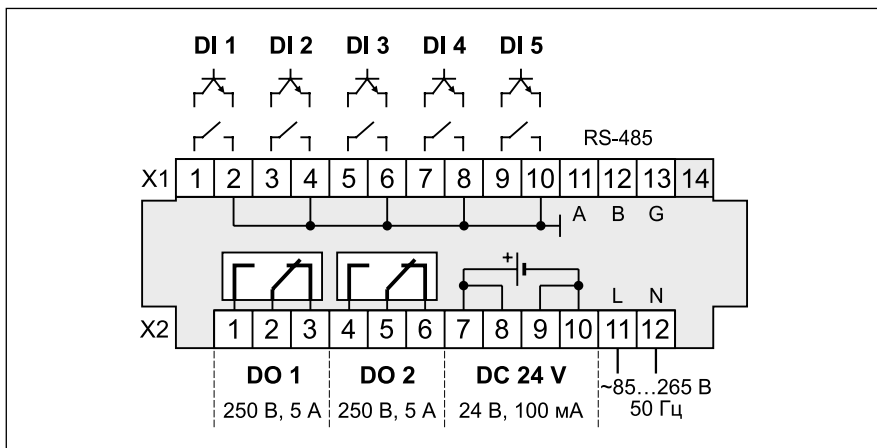 DI 1 DI 2 DI 3 DI 4 DI 5
RS-485
X1 1 2 3 4 5 6 7 8 9 10 11 12 13 14
A B G
+
L N
X2 1 2 3 4 5 6 7 8 9 10 11 12
DO 1 DO 2 DC 24 V ~85...265 В
250 В, 5 А 250 В, 5 А 24 В, 100 мА 50 Гц